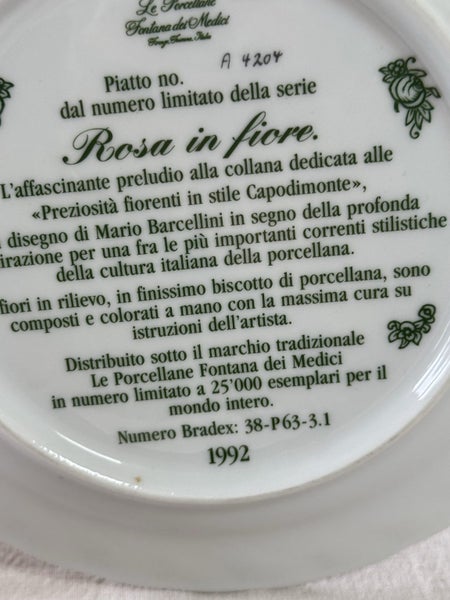 Le Porcellane
Fontana dei Medici
A 4204
Piatto no.
dal numero limitato della serie
Rosa in fiore.
L'affascinante preludio alla collana dedicata alle
«Preziosità fiorenti in stile Capodimonte»,
disegno di Mario Barcellini in segno della profonda
irazione per una fra le più importanti correnti stilistiche
della cultura italiana della porcellana.
fiori in rilievo, in finissimo biscotto di porcellana, sono
composti e colorati a mano con la massima cura su
istruzioni dell'artista.
Distribuito sotto il marchio tradizionale
Le Porcellane Fontana dei Medici
in numero limitato a 25'000 esemplari per il
mondo intero.
Numero Bradex: 38-P63-3.1
1992